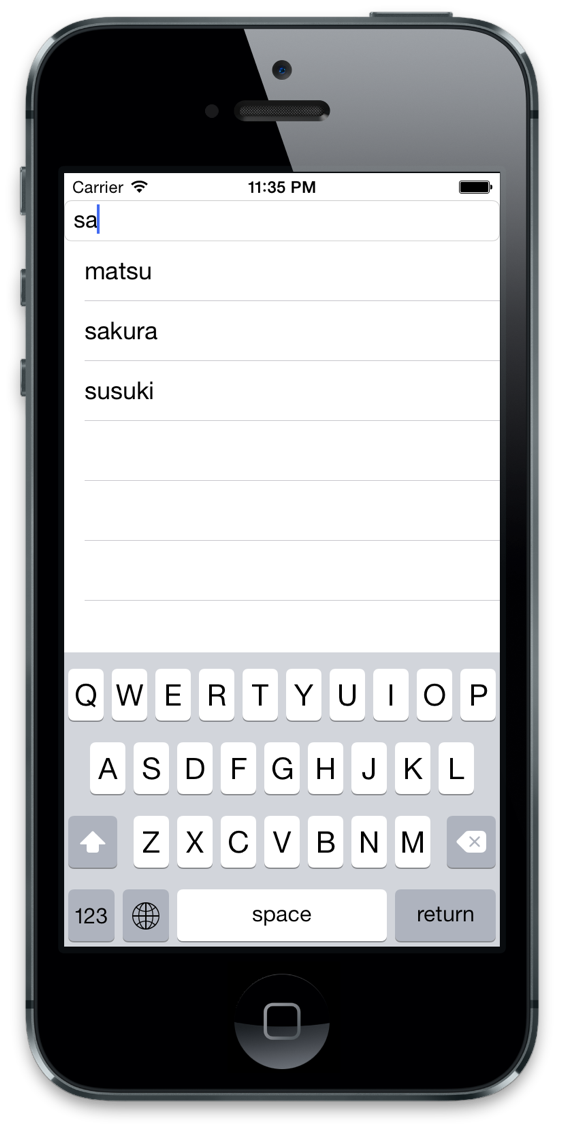 Carrier 11:35 PM
sa
matsu
sakura
susuki
Q W E R T Y U I O P
A S D F G H J K L
Z X C V B N M
123 space return